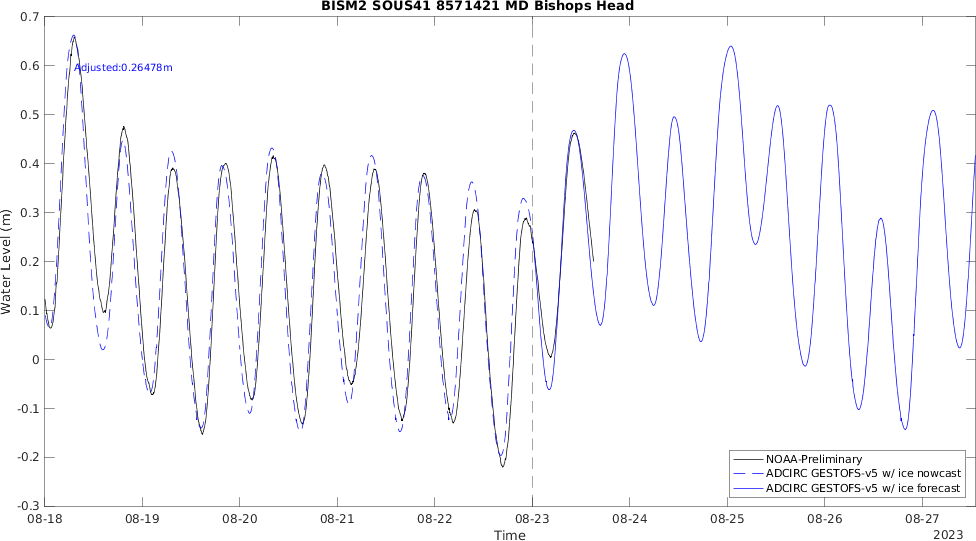 BISM2 SOUS41 8571421 MD Bishops Head
0.7
0.6
0.5
0.4
0.3
0.2
0.1
0
-0.1
-0.2
-0.3
Water Level (m)
Adjusted:0.26478m
NOAA-Preliminary
ADCIRC GESTOFS-v5 w/ ice nowcast
ADCIRC GESTOFS-v5 w/ ice forecast
08-18 08-19 08-20 08-21 08-22 08-23 08-24 08-25 08-26 08-27
Time
2023